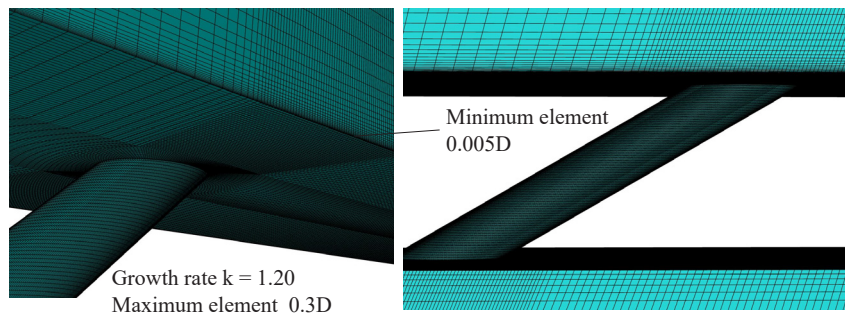 Minimum element
0.005D
Growth rate k = 1.20
Maximum element 0.3D